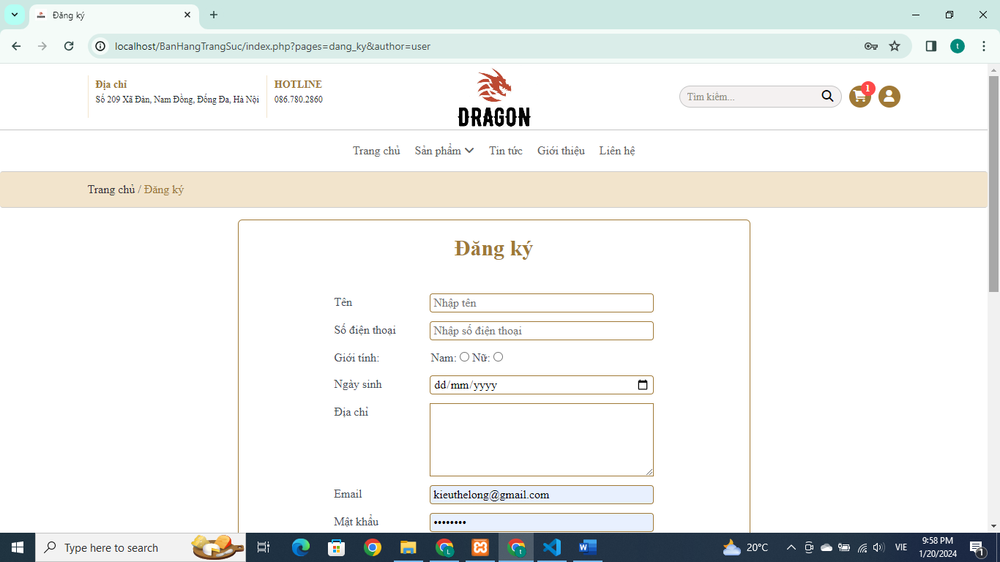 Đăng ký
localhost/BanHangTrangSuc/index.php?pages=dang_ky&author=user
t
Địa chỉ
Số 209 Xã Đàn, Nam Đồng, Đống Đa, Hà Nội
HOTLINE
086.780.2860
DRAGON
Tìm kiếm...
1
Trang chủ Sản phẩm Tin tức Giới thiệu Liên hệ
Trang chủ / Đăng ký
Đăng ký
Tên Nhập tên
Số điện thoại Nhập số điện thoại
Giới tính: Nam: Nữ:
Ngày sinh dd/mm/yyyy
Địa chỉ
Email kieuthelong@gmail.com
Mật khẩu ••••••••
Type here to search
20°C
VIE
9:58 PM
1/20/2024
1